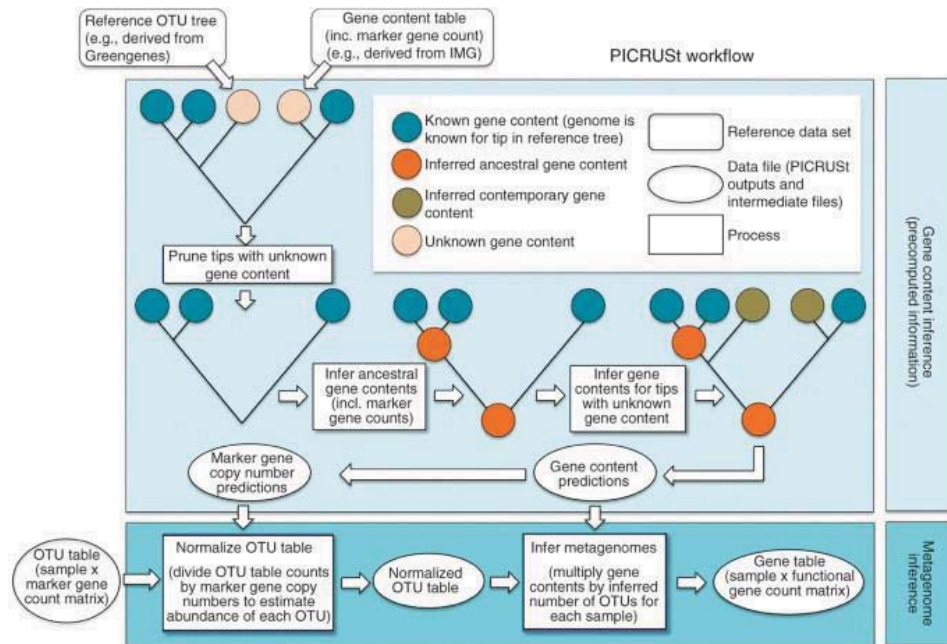 Reference OTU tree
(e.g., derived from
Greengenes)
Gene content table
(inc. marker gene count)
(e.g., derived from IMG)
PICRUSt workflow
Known gene content (genome is
known for tip in reference tree)
Inferred ancestral gene content
Inferred contemporary gene
content
Unknown gene content
Reference data set
Data file (PICRUSt
outputs and
intermediate files)
Process
Prune tips with unknown
gene content
Infer ancestral
gene contents
(incl. marker
gene counts)
Infer gene
contents for tips
with unknown
gene content
Marker gene
copy number
predictions
Gene content
predictions
Gene content inference
(precomputed information)
OTU table
(sample x
marker gene
count matrix)
Normalize OTU table
(divide OTU table counts
by marker gene copy
numbers to estimate
abundance of each OTU)
Normalized
OTU table
Infer metagenomes
(multiply gene
contents by inferred
number of OTUs for
each sample)
Gene table
(sample x functional
gene count matrix)
Metagenome
inference